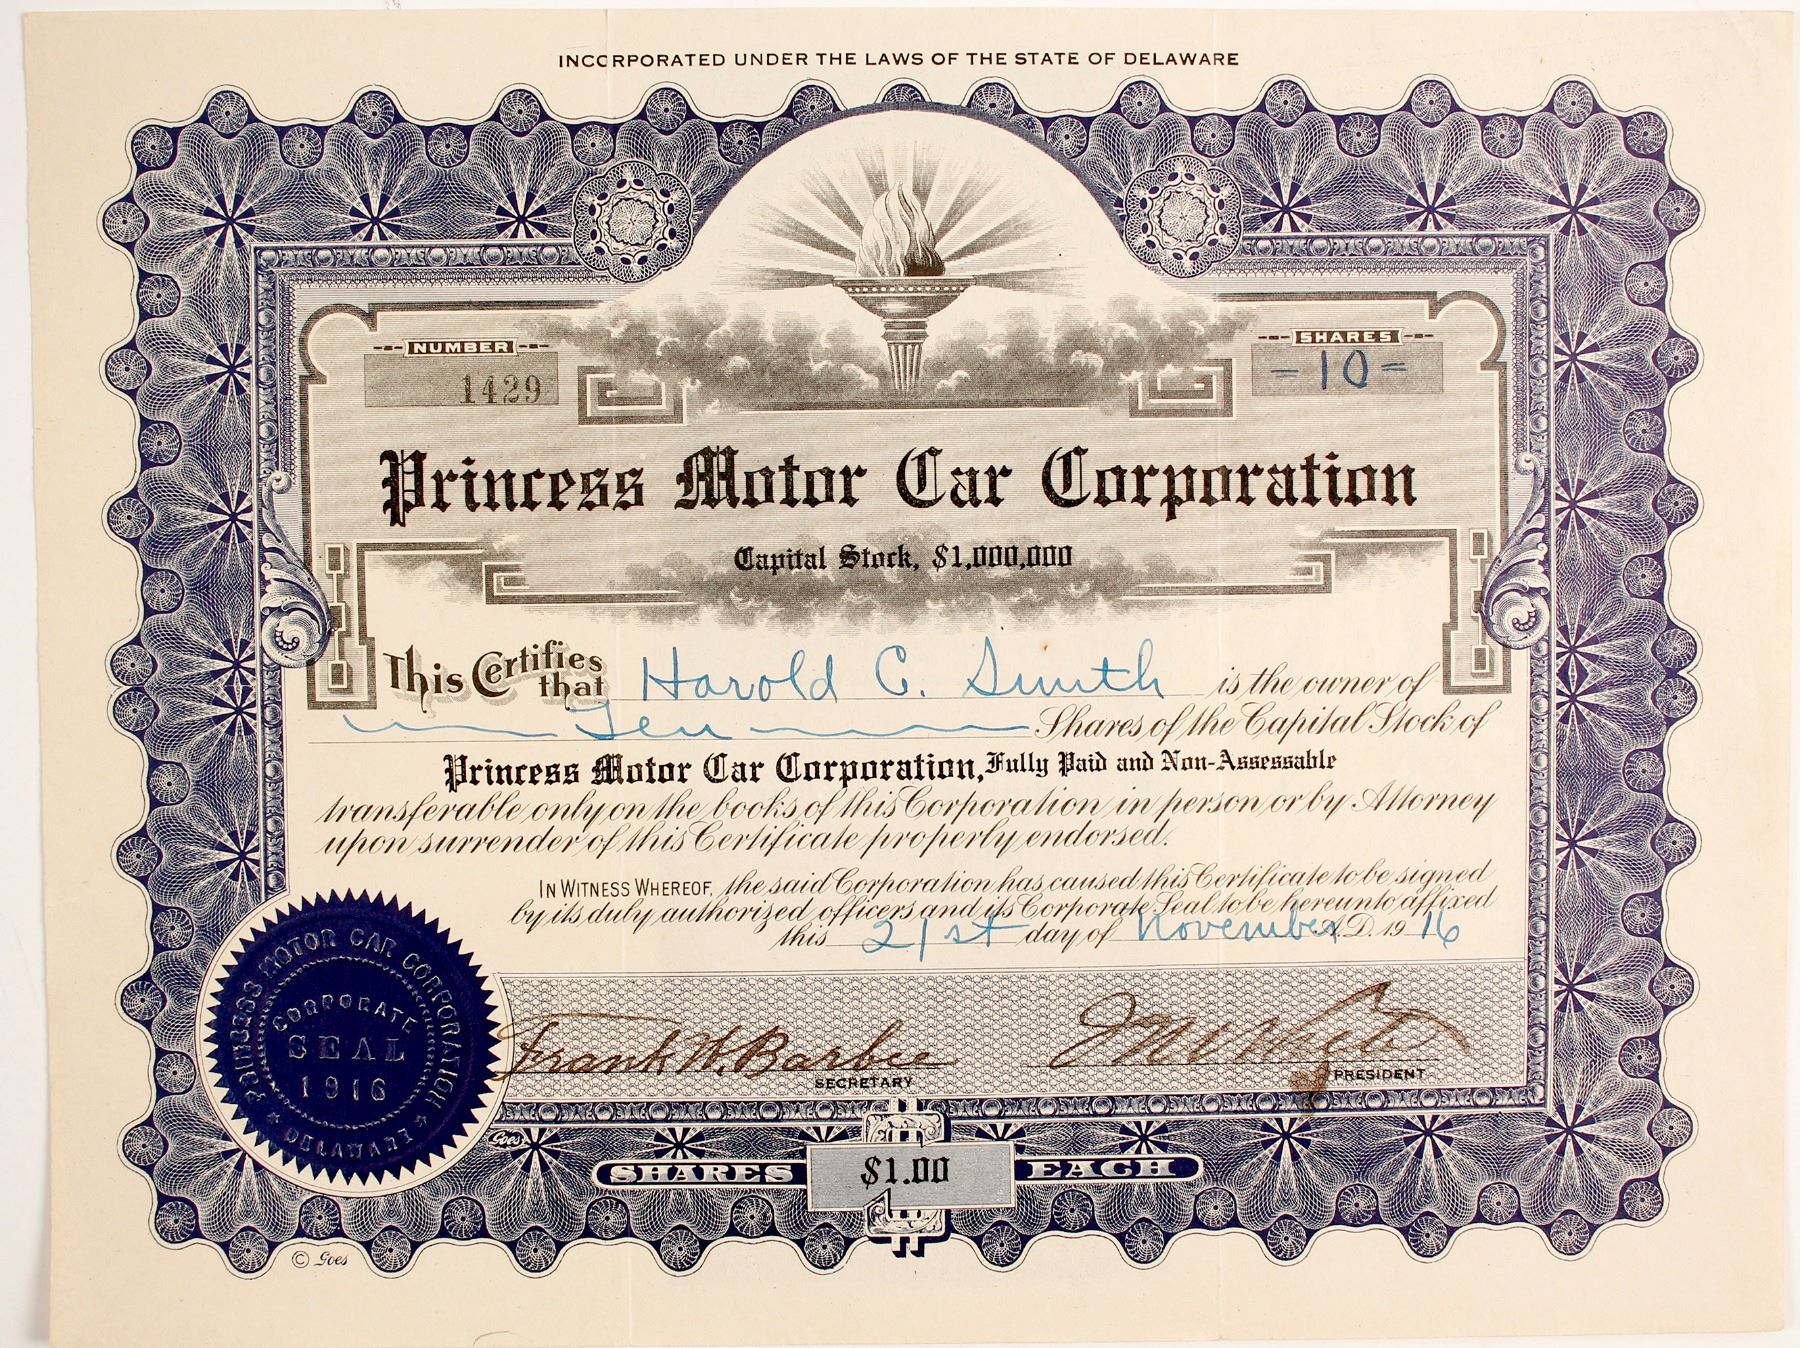 INCORPORATED UNDER THE LAWS OF THE STATE OF DELAWARE
NUMBER
1429
SHARES
= 10 =
Princess Motor Car Corporation
Capital Stock, $1,000,000
This Certifies that Harold C. Smith is the owner of
Ten Shares of the Capital Stock of
Princess Motor Car Corporation, Fully Paid and Non-Assessable
transferable only on the books of this Corporation in person or by Attorney
upon surrender of this Certificate properly endorsed.
IN WITNESS WHEREOF, the said Corporation has caused this Certificate to be signed
by its duly authorized officers and its Corporate Seal to be hereunto affixed
this 21st day of November A.D. 1916
PRINCESS MOTOR CAR CORPORATION
CORPORATE
SEAL
1916
DELAWARE
Frank W. Barbee
SECRETARY
PRESIDENT
Goes
SHARES $1.00 EACH
© Goes